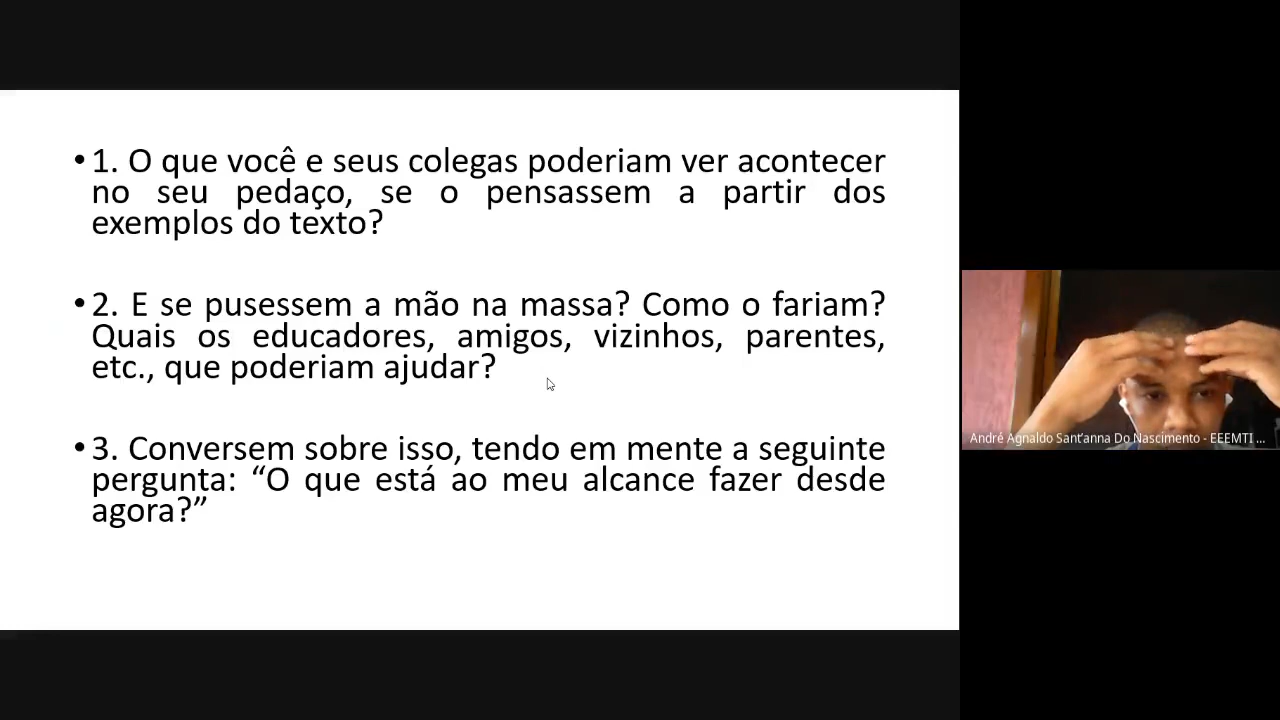 • 1. O que você e seus colegas poderiam ver acontecer
no seu pedaço, se o pensassem a partir dos
exemplos do texto?
• 2. E se pusessem a mão na massa? Como o fariam?
Quais os educadores, amigos, vizinhos, parentes,
etc., que poderiam ajudar?
• 3. Conversem sobre isso, tendo em mente a seguinte
pergunta: “O que está ao meu alcance fazer desde
agora?”
André Agnaldo Sant'anna Do Nascimento - EEEMTI ...